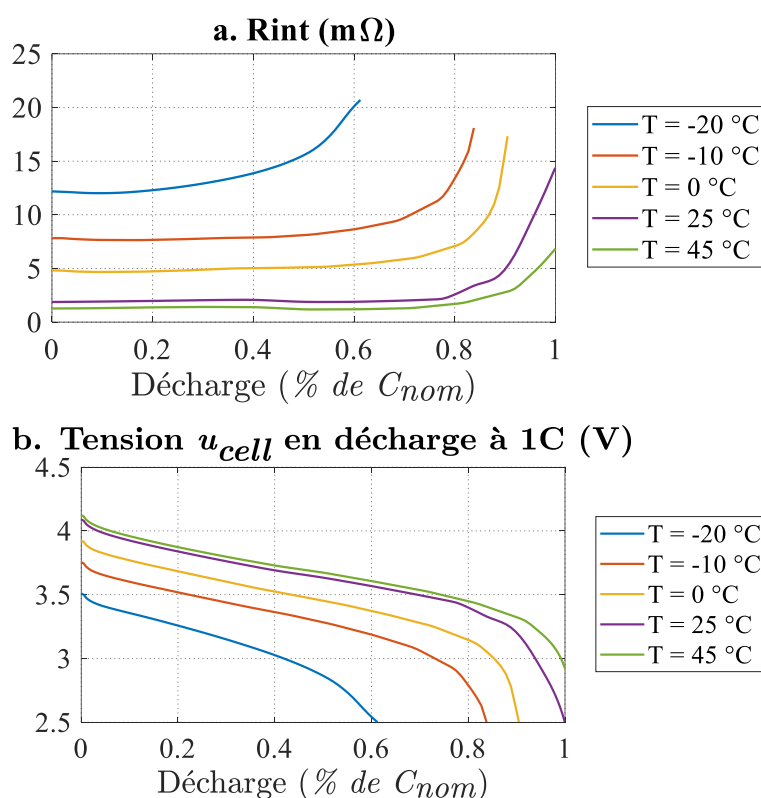 a. Rint (mΩ)
25
20
15
10
5
0
0 0.2 0.4 0.6 0.8 1
Décharge (% de Cnom)
T = -20 °C
T = -10 °C
T = 0 °C
T = 25 °C
T = 45 °C
b. Tension ucell en décharge à 1C (V)
4.5
4
3.5
3
2.5
0 0.2 0.4 0.6 0.8 1
Décharge (% de Cnom)
T = -20 °C
T = -10 °C
T = 0 °C
T = 25 °C
T = 45 °C